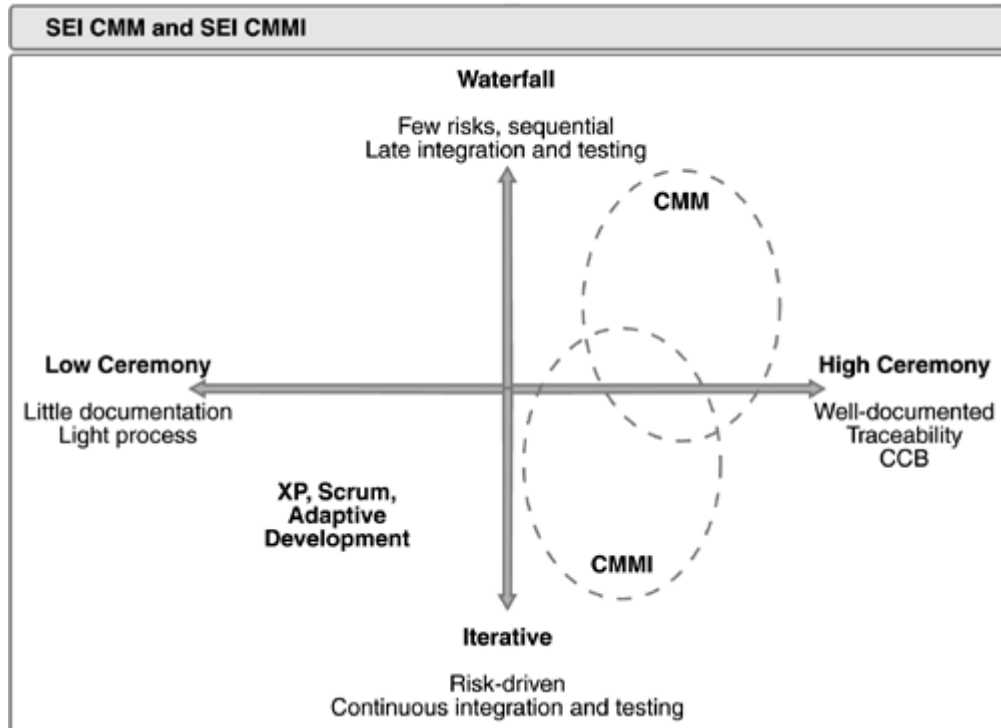 SEI CMM and SEI CMMI
Waterfall
Few risks, sequential
Late integration and testing
CMM
Low Ceremony
Little documentation
Light process
High Ceremony
Well-documented
Traceability
CCB
XP, Scrum,
Adaptive
Development
CMMI
Iterative
Risk-driven
Continuous integration and testing